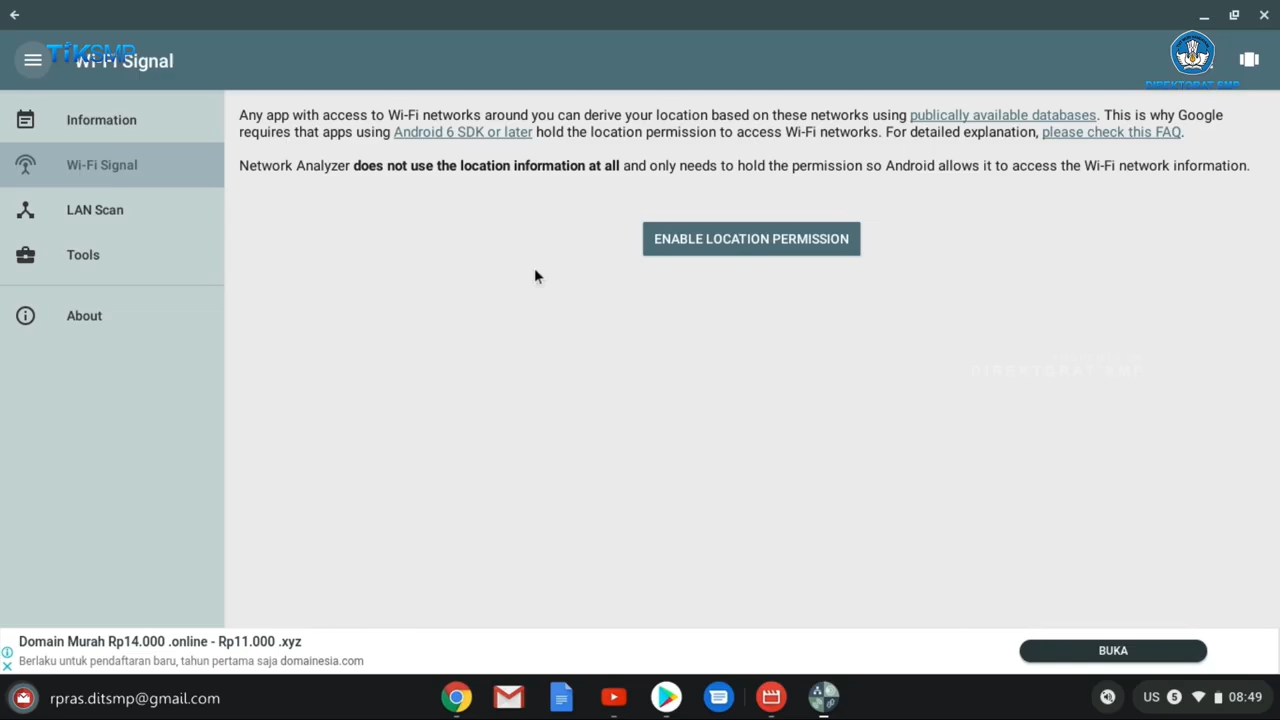 TIKSMP
Wi-Fi Signal
DIREKTORAT SMP
Information
Wi-Fi Signal
LAN Scan
Tools
About
Any app with access to Wi-Fi networks around you can derive your location based on these networks using publically available databases. This is why Google
requires that apps using Android 6 SDK or later hold the location permission to access Wi-Fi networks. For detailed explanation, please check this FAQ.
Network Analyzer does not use the location information at all and only needs to hold the permission so Android allows it to access the Wi-Fi network information.
ENABLE LOCATION PERMISSION
DIREKTORAT SMP
Domain Murah Rp14.000 .online - Rp11.000 .xyz
Berlaku untuk pendaftaran baru, tahun pertama saja domainesia.com
BUKA
rpras.ditsmp@gmail.com
US 5 08:49